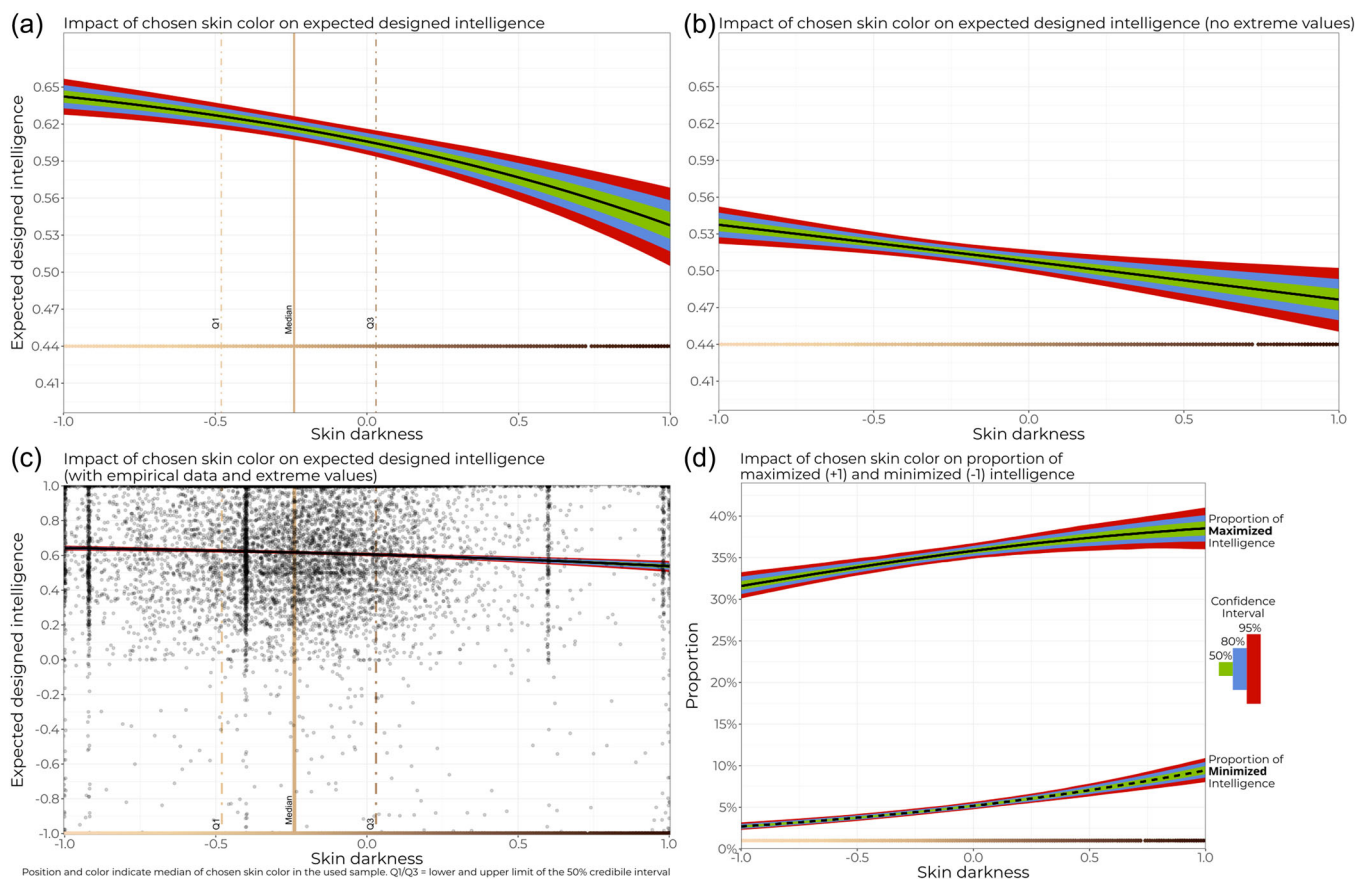 (a)
Impact of chosen skin color on expected designed intelligence
Expected designed intelligence
0.65
0.62
0.59
0.56
0.53
0.50
0.47
0.44
0.41
Q1
Median
Q3
-1.0
-0.5
0.0
0.5
1.0
Skin darkness
(b)
Impact of chosen skin color on expected designed intelligence (no extreme values)
Expected designed intelligence
0.65
0.62
0.59
0.56
0.53
0.50
0.47
0.44
0.41
-1.0
-0.5
0.0
0.5
1.0
Skin darkness
(c)
Impact of chosen skin color on expected designed intelligence
(with empirical data and extreme values)
Expected designed intelligence
1.0
0.8
0.6
0.4
0.2
0.0
-0.2
-0.4
-0.6
-0.8
-1.0
Q1
Median
Q3
-1.0
-0.5
0.0
0.5
1.0
Skin darkness
Position and color indicate median of chosen skin color in the used sample. Q1/Q3 = lower and upper limit of the 50% credible interval
(d)
Impact of chosen skin color on proportion of
maximized (+1) and minimized (-1) intelligence
Proportion
40%
35%
30%
25%
20%
15%
10%
5%
0%
-1.0
-0.5
0.0
0.5
1.0
Skin darkness
Proportion of
Maximized
Intelligence
Confidence
Interval
95%
80%
50%
Proportion of
Minimized
Intelligence